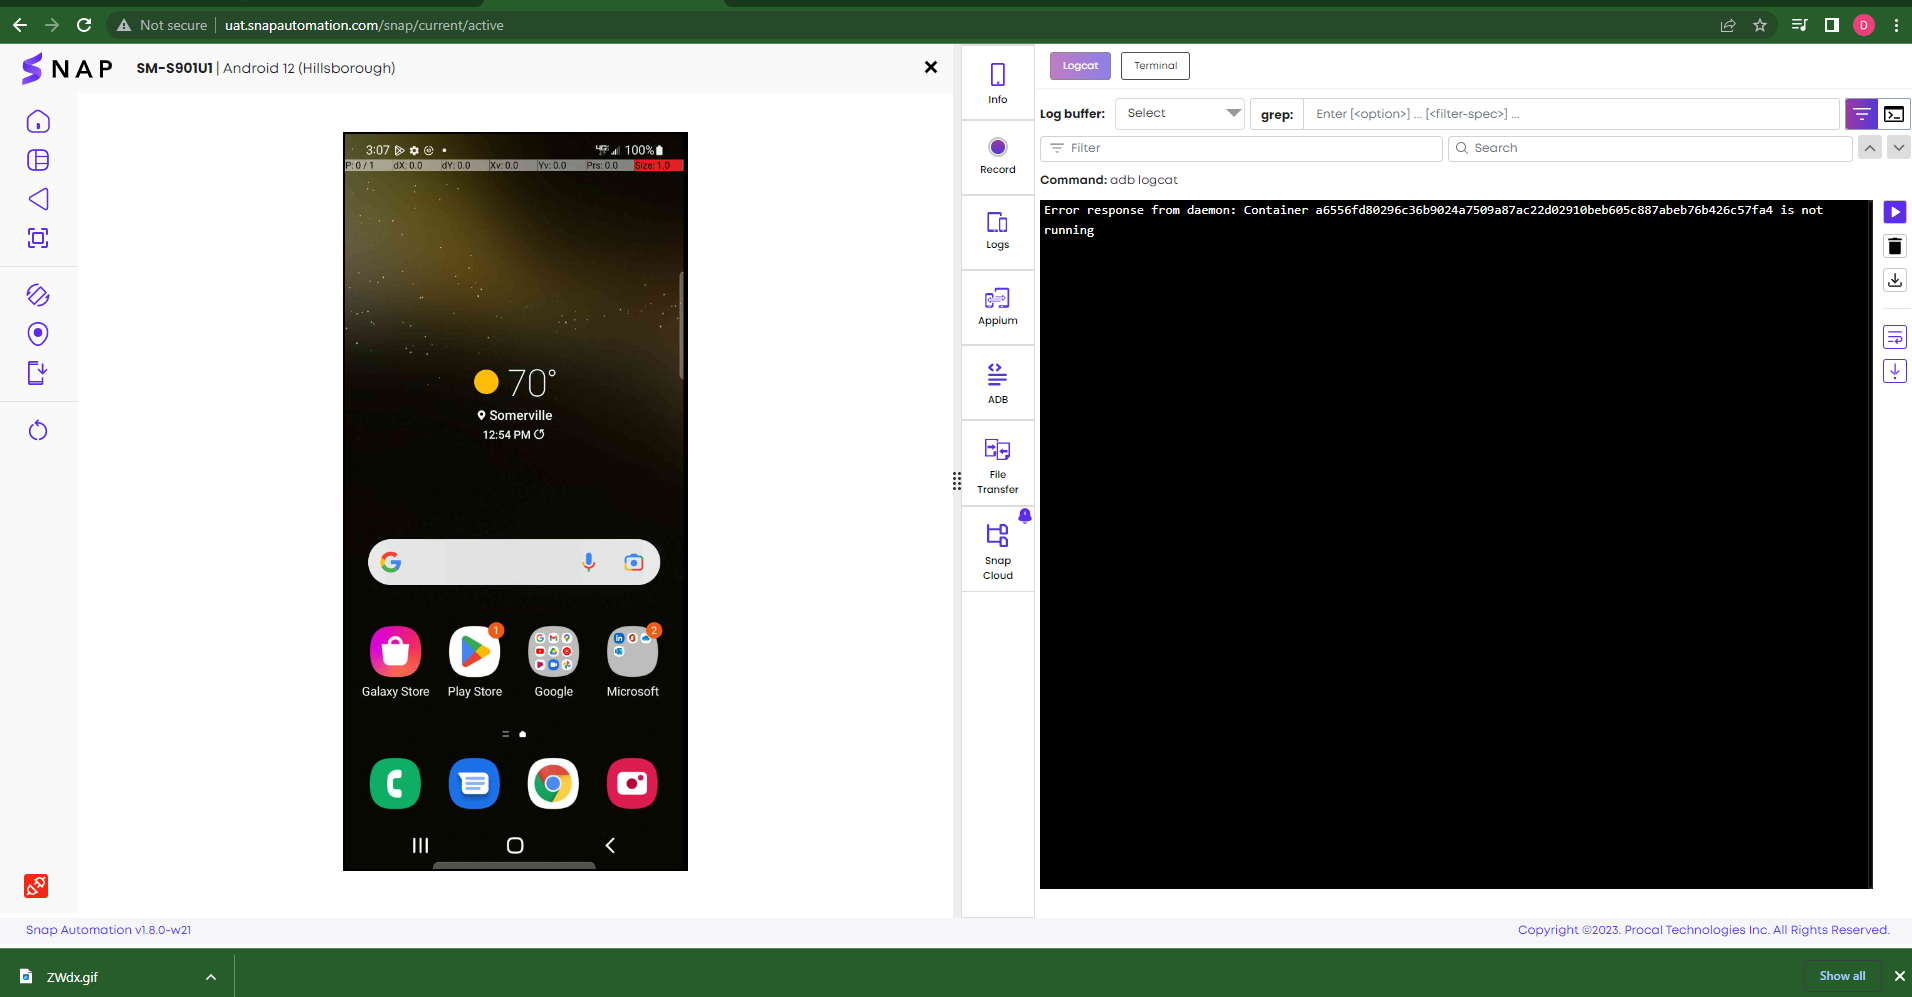 Not secure | uat.snapautomation.com/snap/current/active
D
SNAP
SM-S901U1 | Android 12 (Hillsborough)
3:07
100%
P: 0 / 1 dX: 0.0 dY: 0.0 Xv: 0.0 Yv: 0.0 Prs: 0.0 Size: 1.0
70°
Somerville
12:54 PM
1
2
Galaxy Store
Play Store
Google
Microsoft
Info
Record
Logs
Appium
ADB
File
Transfer
Snap
Cloud
Logcat
Terminal
Log buffer: Select grep: Enter [<option>] ... [<filter-spec>] ...
Filter
Search
Command: adb logcat
Error response from daemon: Container a6556fd80296c36b9024a7509a87ac22d02910beb605c887abeb76b426c57fa4 is not
running
Snap Automation v1.8.0-w21
Copyright ©2023. Procal Technologies Inc. All Rights Reserved.
ZWdx.gif
Show all